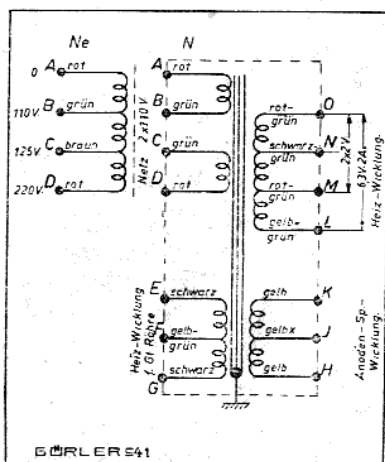 Ne
N
0
A
rot
110V.
B
grün
125V.
C
braun
220V.
D
rot
2x110V.
Netz
A
rot
B
grün
C
grün
D
rot
rot-
grün
O
schwarz-
grün
N
rot-
grün
M
gelb-
grün
L
2x2V
6,3V.2A
Heiz-Wicklung.
E
schwarz
F
gelb-
grün
schwarz
G
Heiz-Wicklung
f. Gl Röhre
gelb
K
gelbx
J
gelb
H
Anoden-Sp-
Wicklung.
GÖRLER S41